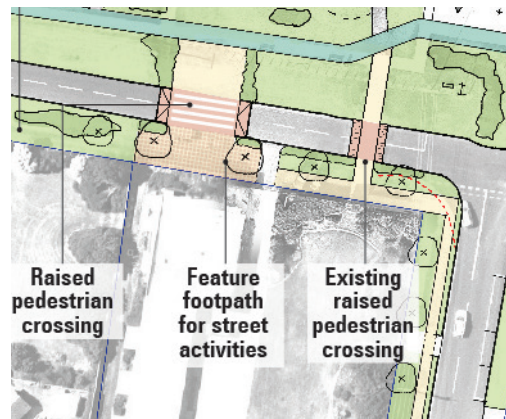 Raised
pedestrian
crossing
Feature
footpath
for street
activities
Existing
raised
pedestrian
crossing